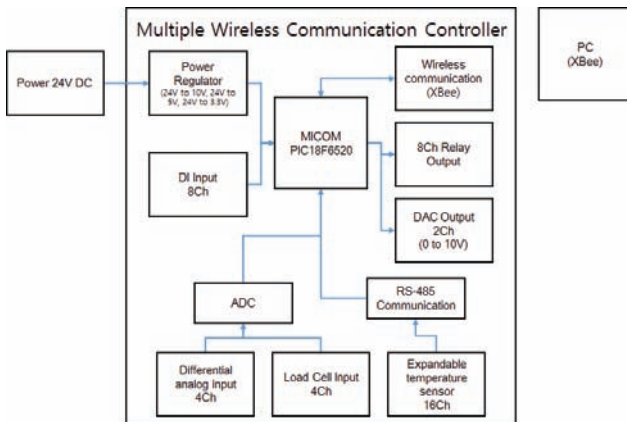 Multiple Wireless Communication Controller
Power 24V DC
Power
Regulator
(24V to 10V, 24V to
5V, 24V to 3.3V)
DI Input
8Ch
MICOM
PIC18F6520
Wireless
communication
(XBee)
8Ch Relay
Output
DAC Output
2Ch
(0 to 10V)
PC
(XBee)
ADC
RS-485
Communication
Differential
analog Input
4Ch
Load Cell Input
4Ch
Expandable
temperature
sensor
16Ch